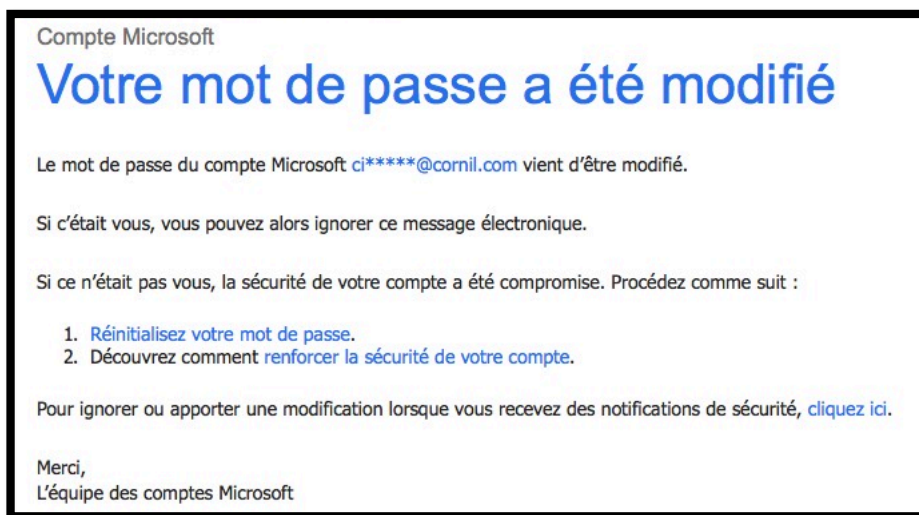 Compte Microsoft
Votre mot de passe a été modifié
Le mot de passe du compte Microsoft ci*****@cornil.com vient d’être modifié.
Si c’était vous, vous pouvez alors ignorer ce message électronique.
Si ce n’était pas vous, la sécurité de votre compte a été compromise. Procédez comme suit :
1. Réinitialisez votre mot de passe.
2. Découvrez comment renforcer la sécurité de votre compte.
Pour ignorer ou apporter une modification lorsque vous recevez des notifications de sécurité, cliquez ici.
Merci,
L’équipe des comptes Microsoft